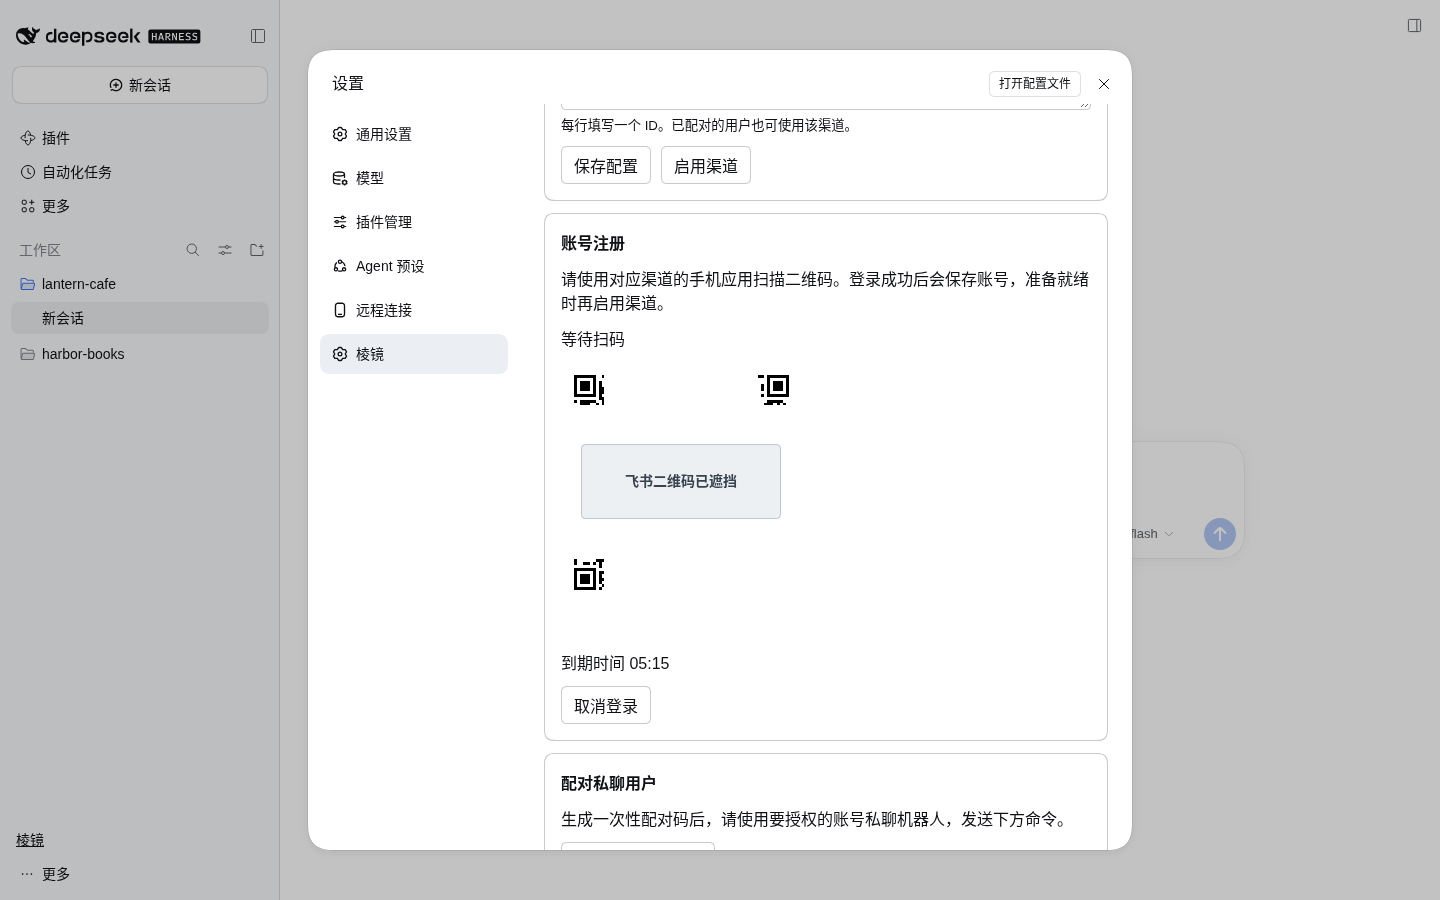 deepseek HARNESS
新会话
插件
自动化任务
更多
工作区
lantern-cafe
新会话
harbor-books
棱镜
更多
设置
打开配置文件
通用设置
模型
插件管理
Agent 预设
远程连接
棱镜
每行填写一个 ID。已配对的用户也可使用该渠道。
保存配置
启用渠道
账号注册
请使用对应渠道的手机应用扫描二维码。登录成功后会保存账号，准备就绪
时再启用渠道。
等待扫码
飞书二维码已遮挡
到期时间 05:15
取消登录
配对私聊用户
生成一次性配对码后，请使用要授权的账号私聊机器人，发送下方命令。
flash